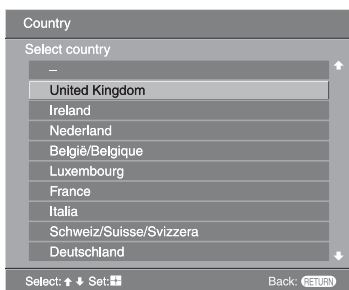 Country
Select country
–
United Kingdom
Ireland
Nederland
België/Belgique
Luxembourg
France
Italia
Schweiz/Suisse/Svizzera
Deutschland
Select: Set: Back: RETURN